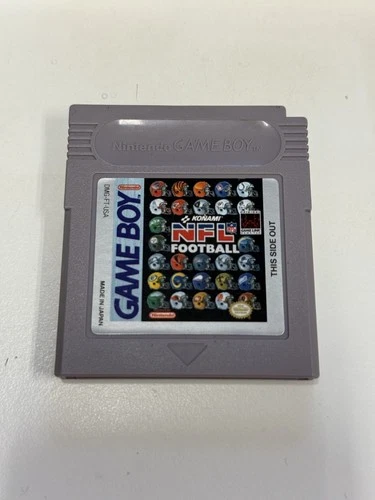 Nintendo GAME BOY
DMG-FT-USA
GAME BOY
MADE IN JAPAN
Nintendo
KONAMI
NFL
FOOTBALL
Nintendo
THIS SIDE OUT